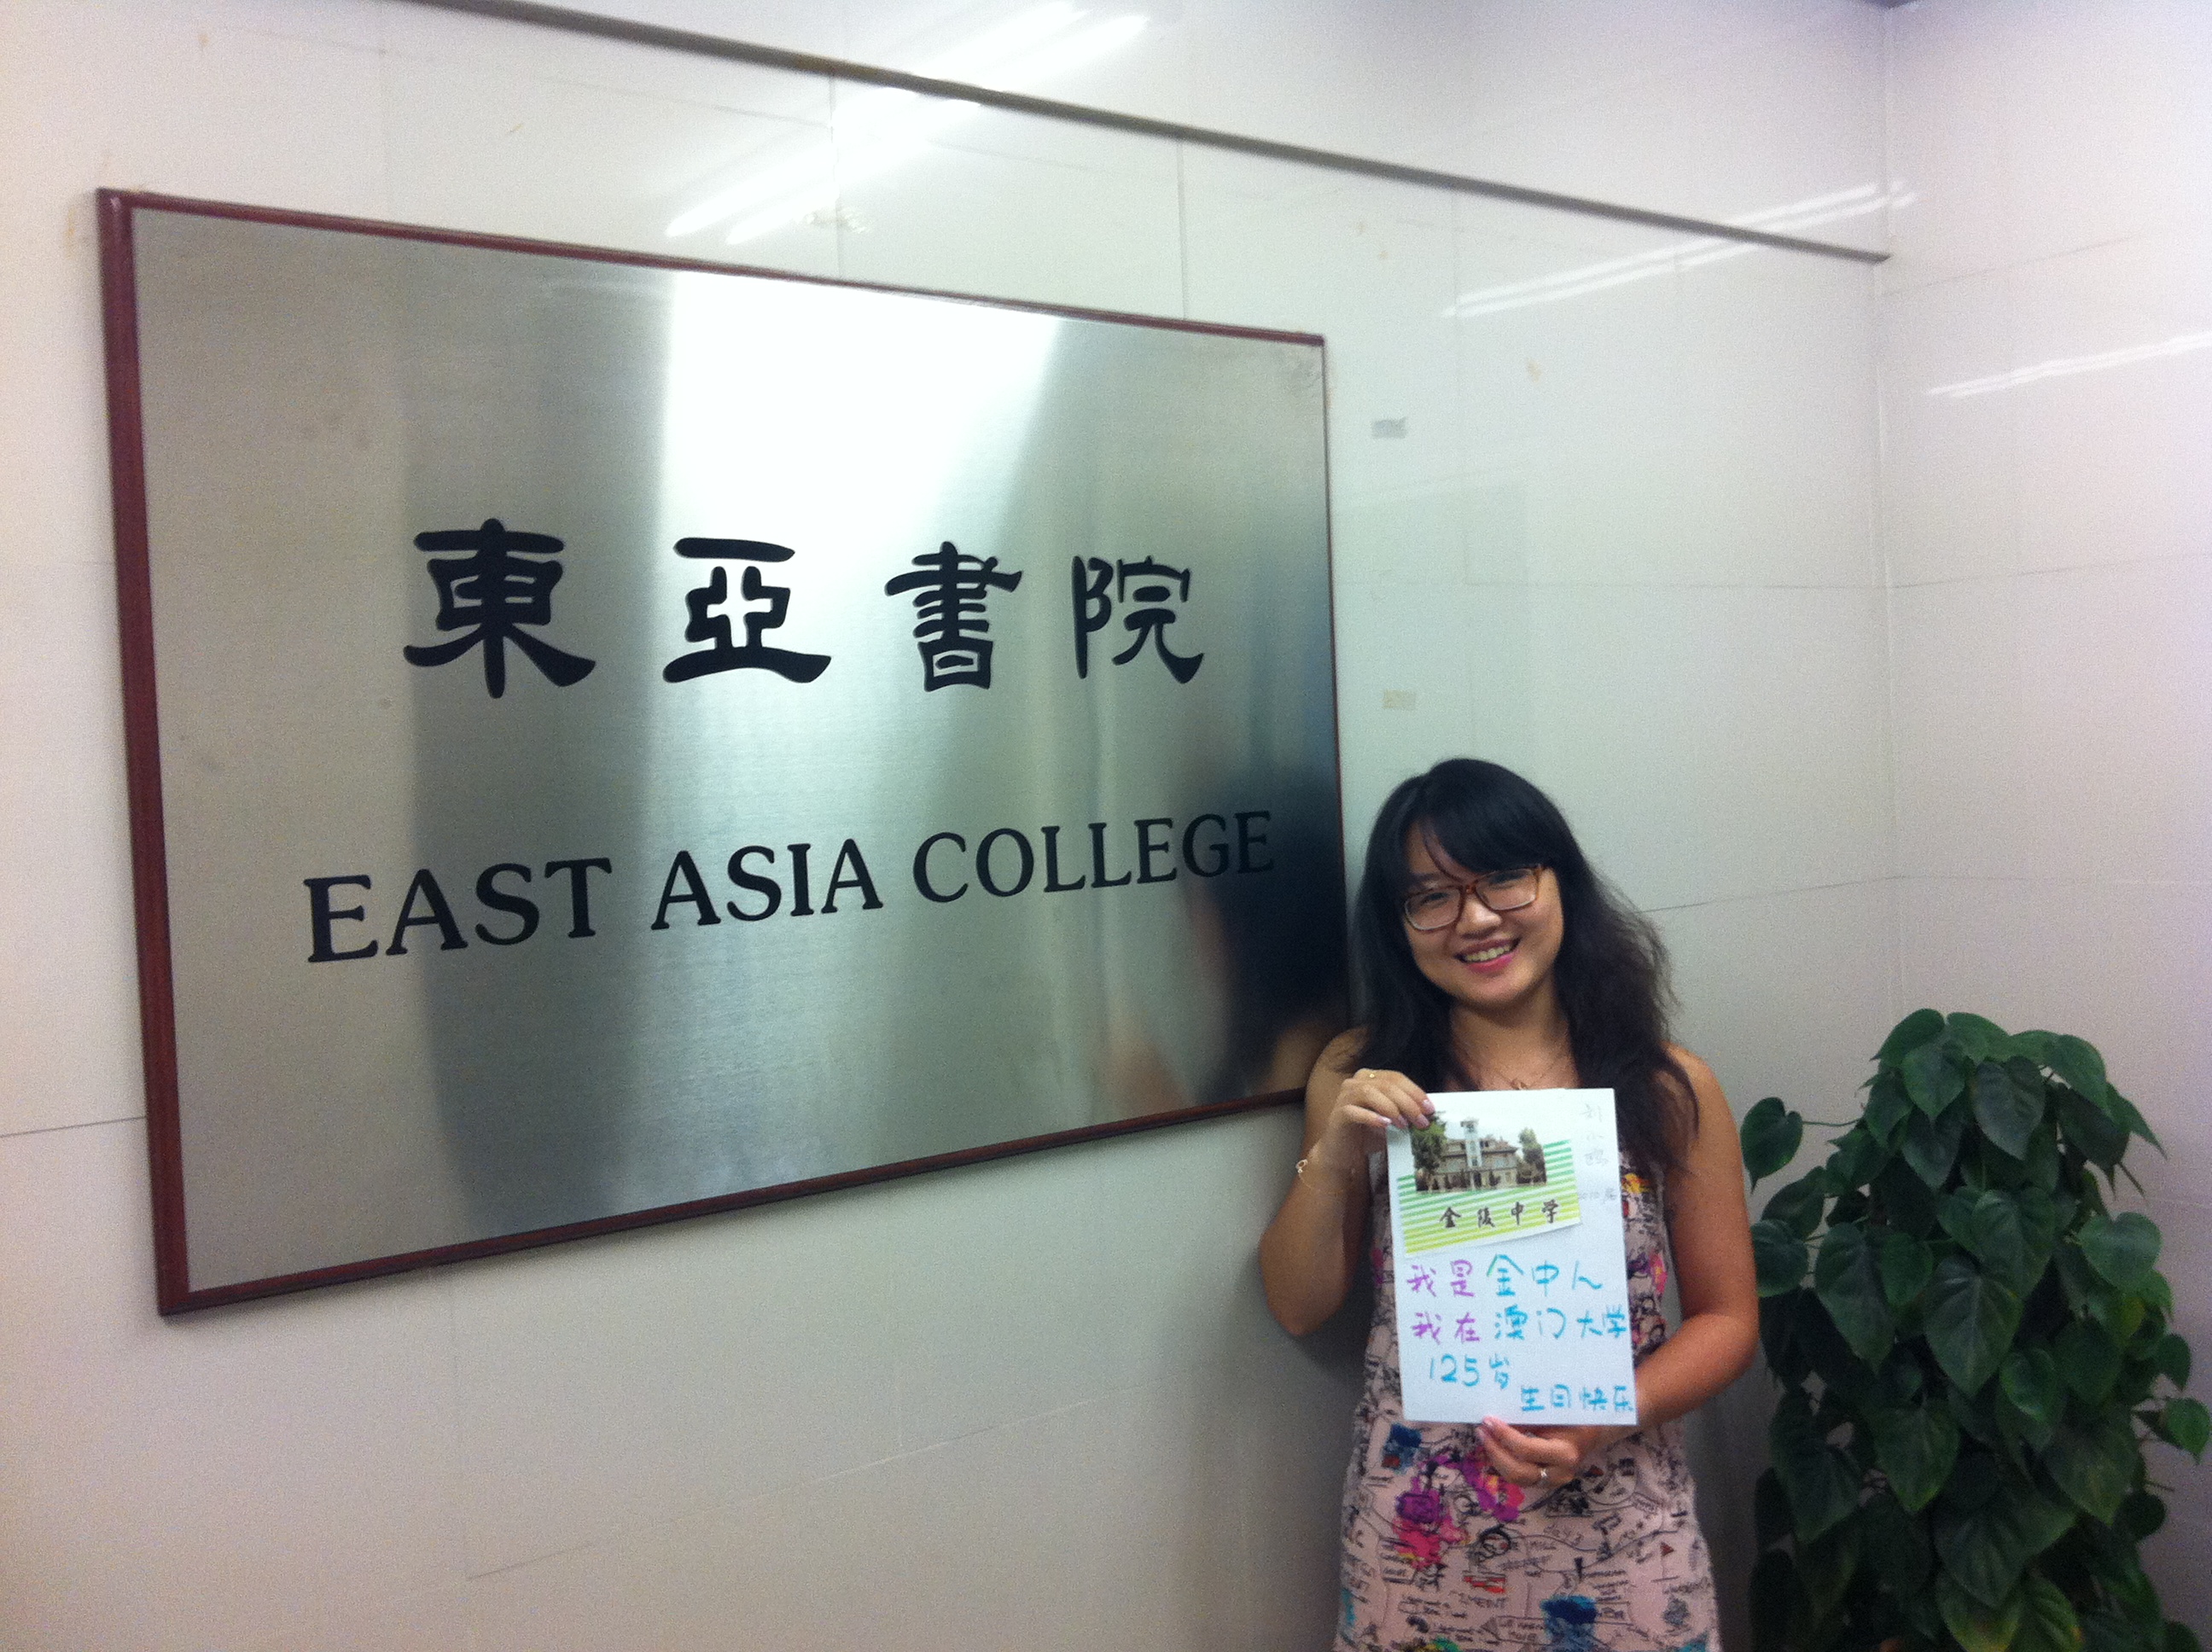 東亞書院
EAST ASIA COLLEGE
金陵中学
我是金中人
我在澳门大学
125岁
生日快乐